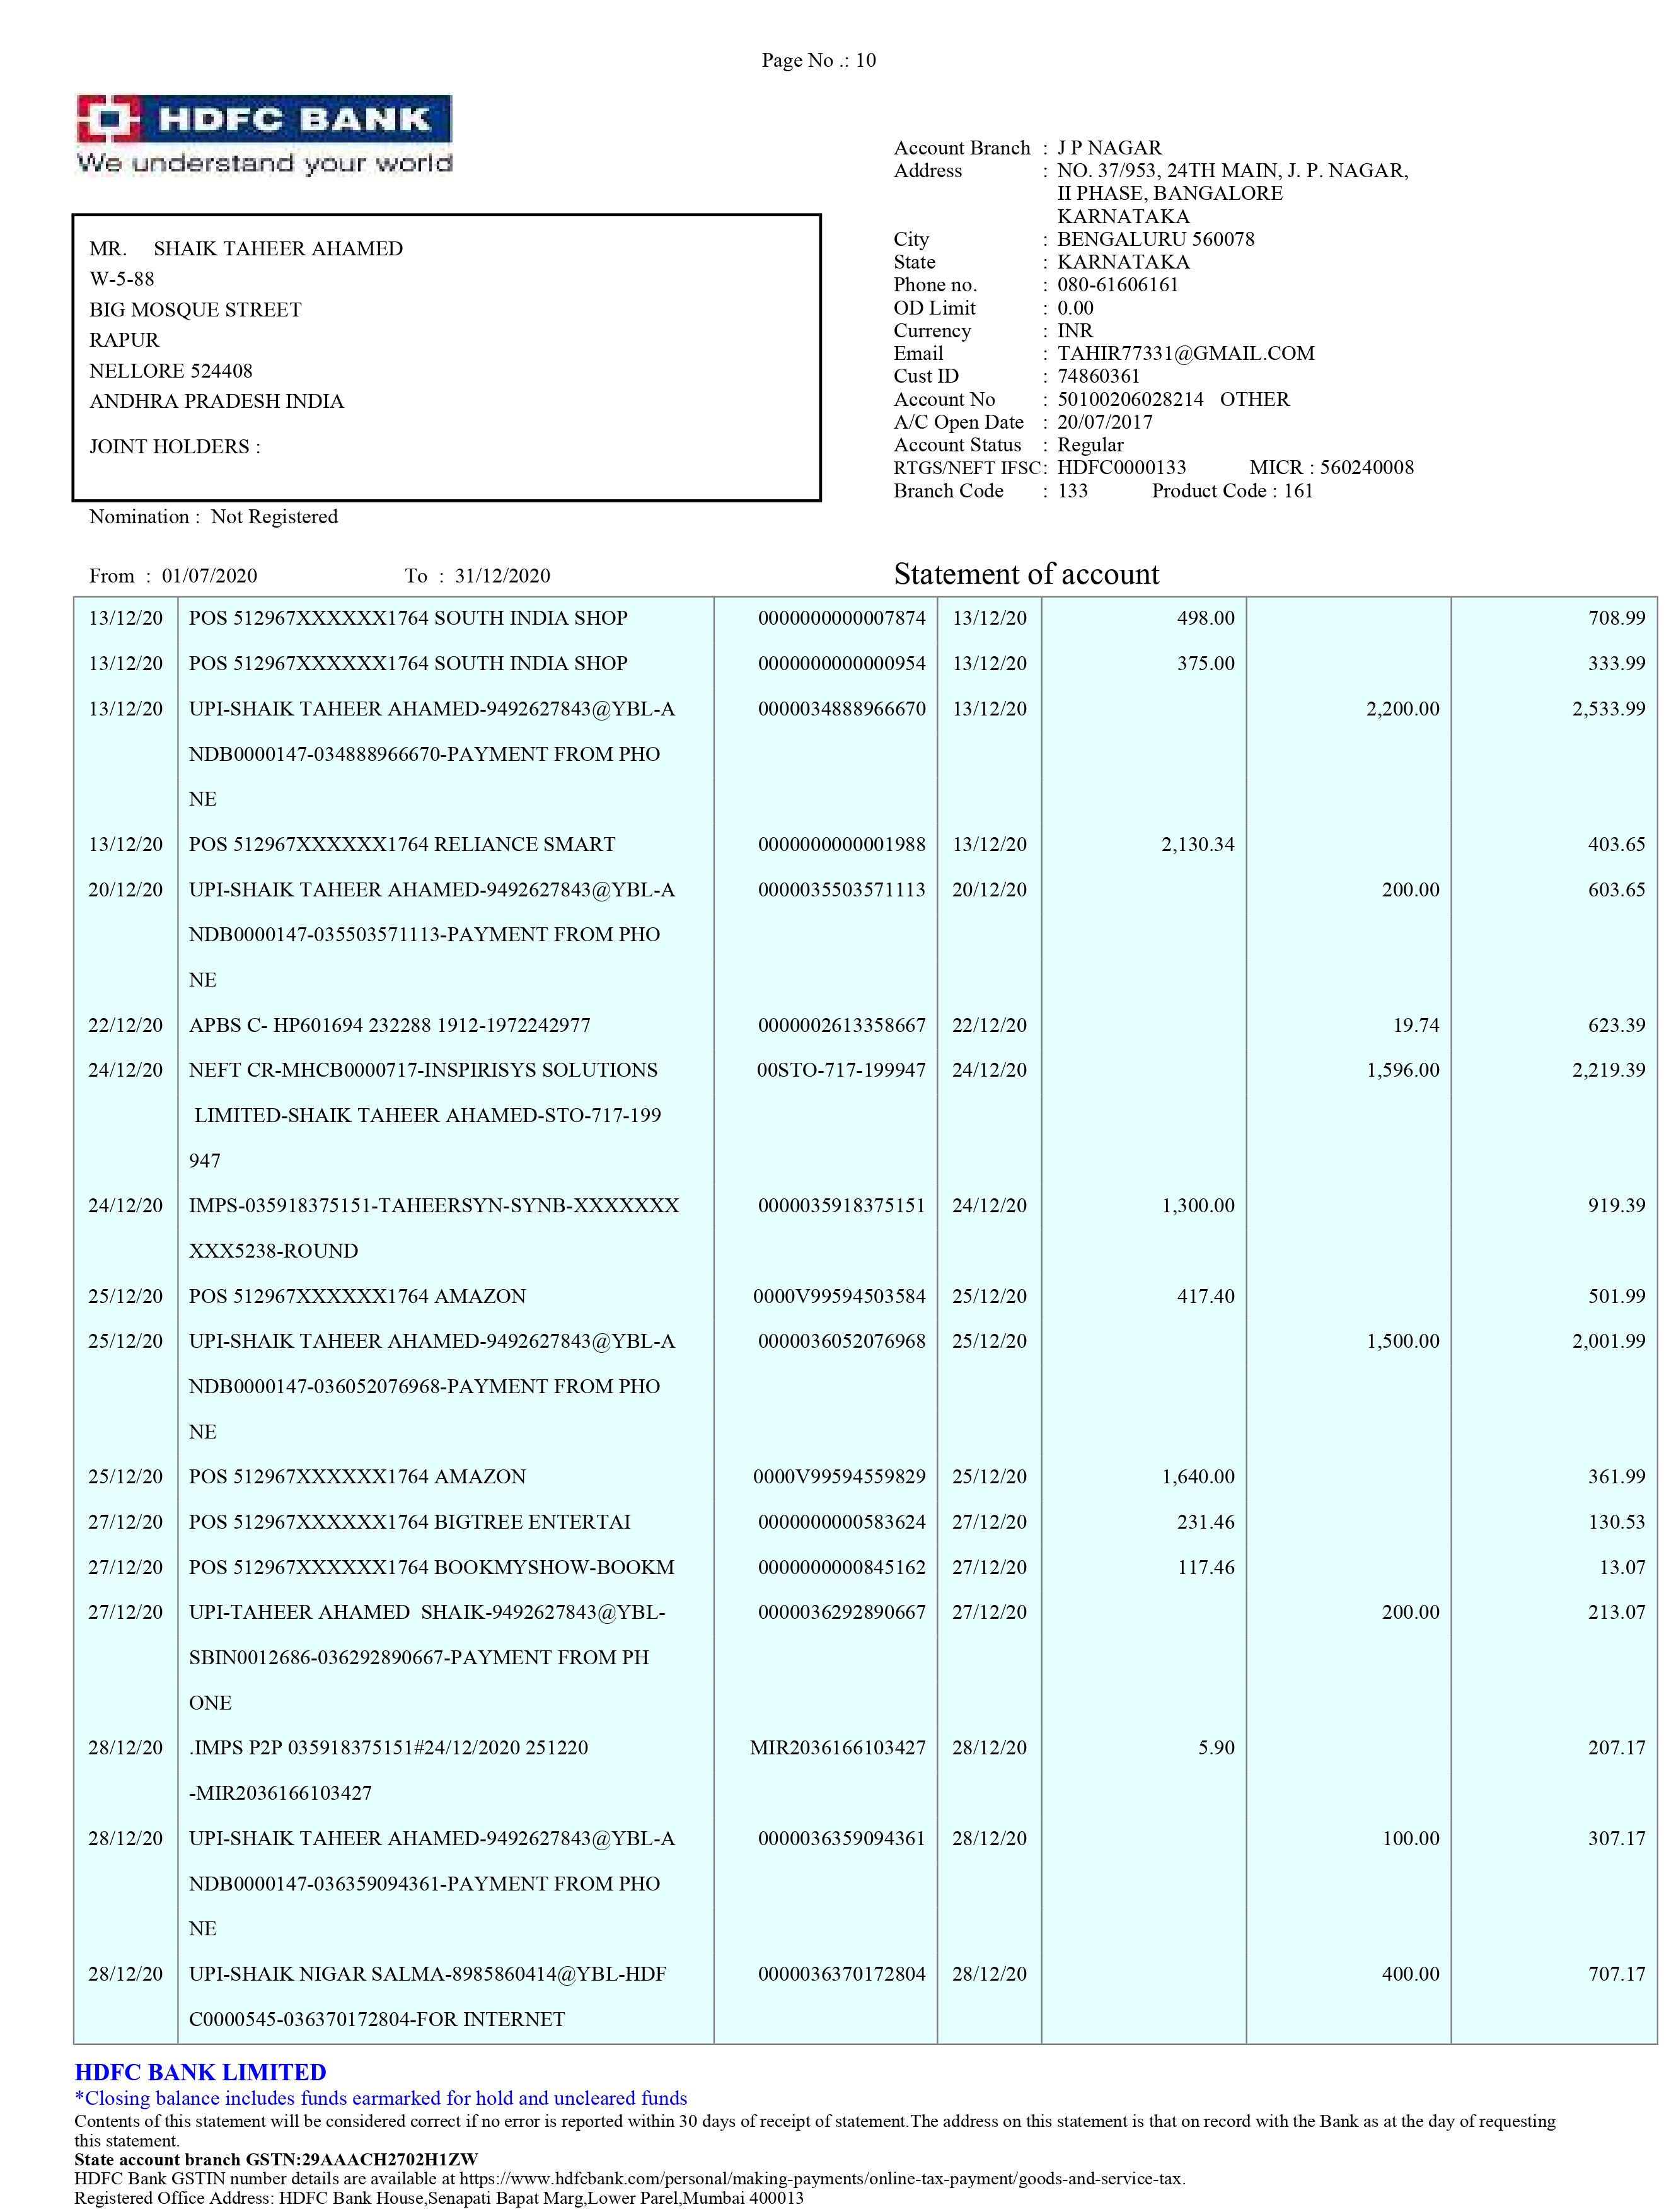 Page No .: 10
HDFC BANK
We understand your world
Account Branch : J P NAGAR
Address : NO. 37/953, 24TH MAIN, J. P. NAGAR,
II PHASE, BANGALORE
KARNATAKA
City : BENGALURU 560078
State : KARNATAKA
Phone no. : 080-61606161
OD Limit : 0.00
Currency : INR
Email : TAHIR77331@GMAIL.COM
Cust ID : 74860361
Account No : 50100206028214 OTHER
A/C Open Date : 20/07/2017
Account Status : Regular
RTGS/NEFT IFSC : HDFC0000133 MICR : 560240008
Branch Code : 133 Product Code : 161
MR. SHAIK TAHEER AHAMED
W-5-88
BIG MOSQUE STREET
RAPUR
NELLORE 524408
ANDHRA PRADESH INDIA
JOINT HOLDERS :
Nomination : Not Registered
From : 01/07/2020 To : 31/12/2020 Statement of account
13/12/20 POS 512967XXXXXX1764 SOUTH INDIA SHOP 0000000000007874 13/12/20 498.00 708.99
13/12/20 POS 512967XXXXXX1764 SOUTH INDIA SHOP 0000000000000954 13/12/20 375.00 333.99
13/12/20 UPI-SHAIK TAHEER AHAMED-9492627843@YBL-A 0000034888966670 13/12/20 2,200.00 2,533.99
NDB0000147-034888966670-PAYMENT FROM PHO
NE
13/12/20 POS 512967XXXXXX1764 RELIANCE SMART 0000000000001988 13/12/20 2,130.34 403.65
20/12/20 UPI-SHAIK TAHEER AHAMED-9492627843@YBL-A 0000035503571113 20/12/20 200.00 603.65
NDB0000147-035503571113-PAYMENT FROM PHO
NE
22/12/20 APBS C- HP601694 232288 1912-1972242977 0000002613358667 22/12/20 19.74 623.39
24/12/20 NEFT CR-MHCB0000717-INSPIRISYS SOLUTIONS 00STO-717-199947 24/12/20 1,596.00 2,219.39
LIMITED-SHAIK TAHEER AHAMED-STO-717-199
947
24/12/20 IMPS-035918375151-TAHEERSYN-SYNB-XXXXXXX 0000035918375151 24/12/20 1,300.00 919.39
XXX5238-ROUND
25/12/20 POS 512967XXXXXX1764 AMAZON 0000V99594503584 25/12/20 417.40 501.99
25/12/20 UPI-SHAIK TAHEER AHAMED-9492627843@YBL-A 0000036052076968 25/12/20 1,500.00 2,001.99
NDB0000147-036052076968-PAYMENT FROM PHO
NE
25/12/20 POS 512967XXXXXX1764 AMAZON 0000V99594559829 25/12/20 1,640.00 361.99
27/12/20 POS 512967XXXXXX1764 BIGTREE ENTERTAI 0000000000583624 27/12/20 231.46 130.53
27/12/20 POS 512967XXXXXX1764 BOOKMYSHOW-BOOKM 0000000000845162 27/12/20 117.46 13.07
27/12/20 UPI-TAHEER AHAMED SHAIK-9492627843@YBL- 0000036292890667 27/12/20 200.00 213.07
SBIN0012686-036292890667-PAYMENT FROM PH
ONE
28/12/20 .IMPS P2P 035918375151#24/12/2020 251220 MIR2036166103427 28/12/20 5.90 207.17
-MIR2036166103427
28/12/20 UPI-SHAIK TAHEER AHAMED-9492627843@YBL-A 0000036359094361 28/12/20 100.00 307.17
NDB0000147-036359094361-PAYMENT FROM PHO
NE
28/12/20 UPI-SHAIK NIGAR SALMA-8985860414@YBL-HDF 0000036370172804 28/12/20 400.00 707.17
C0000545-036370172804-FOR INTERNET
HDFC BANK LIMITED
*Closing balance includes funds earmarked for hold and uncleared funds
Contents of this statement will be considered correct if no error is reported within 30 days of receipt of statement.The address on this statement is that on record with the Bank as at the day of requesting
this statement.
State account branch GSTN:29AAACH2702H1ZW
HDFC Bank GSTIN number details are available at https://www.hdfcbank.com/personal/making-payments/online-tax-payment/goods-and-service-tax.
Registered Office Address: HDFC Bank House,Senapati Bapat Marg,Lower Parel,Mumbai 400013